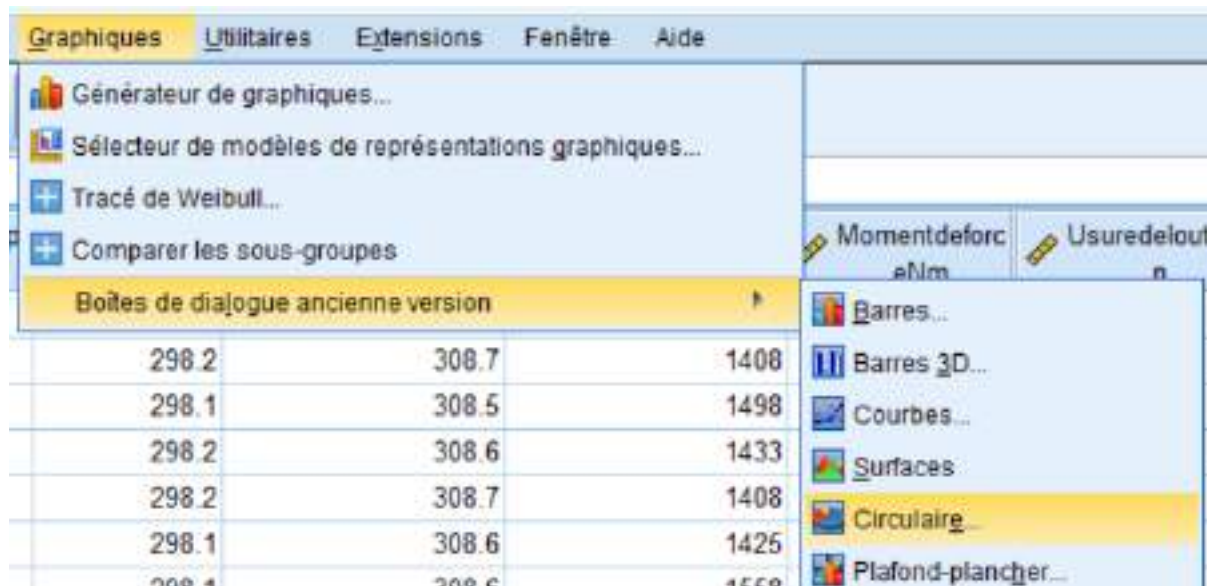 Graphiques Utilitaires Extensions Fenêtre Aide
Générateur de graphiques...
Sélecteur de modèles de représentations graphiques...
Tracé de Weibull...
Comparer les sous-groupes
Boîtes de dialogue ancienne version
Momentdeforc
eNm
Usuredelout
n
Barres...
Barres 3D...
Courbes...
Surfaces
Circulaire...
Plafond-plancher...
298.2 308.7 1408
298.1 308.5 1498
298.2 308.6 1433
298.2 308.7 1408
298.1 308.6 1425